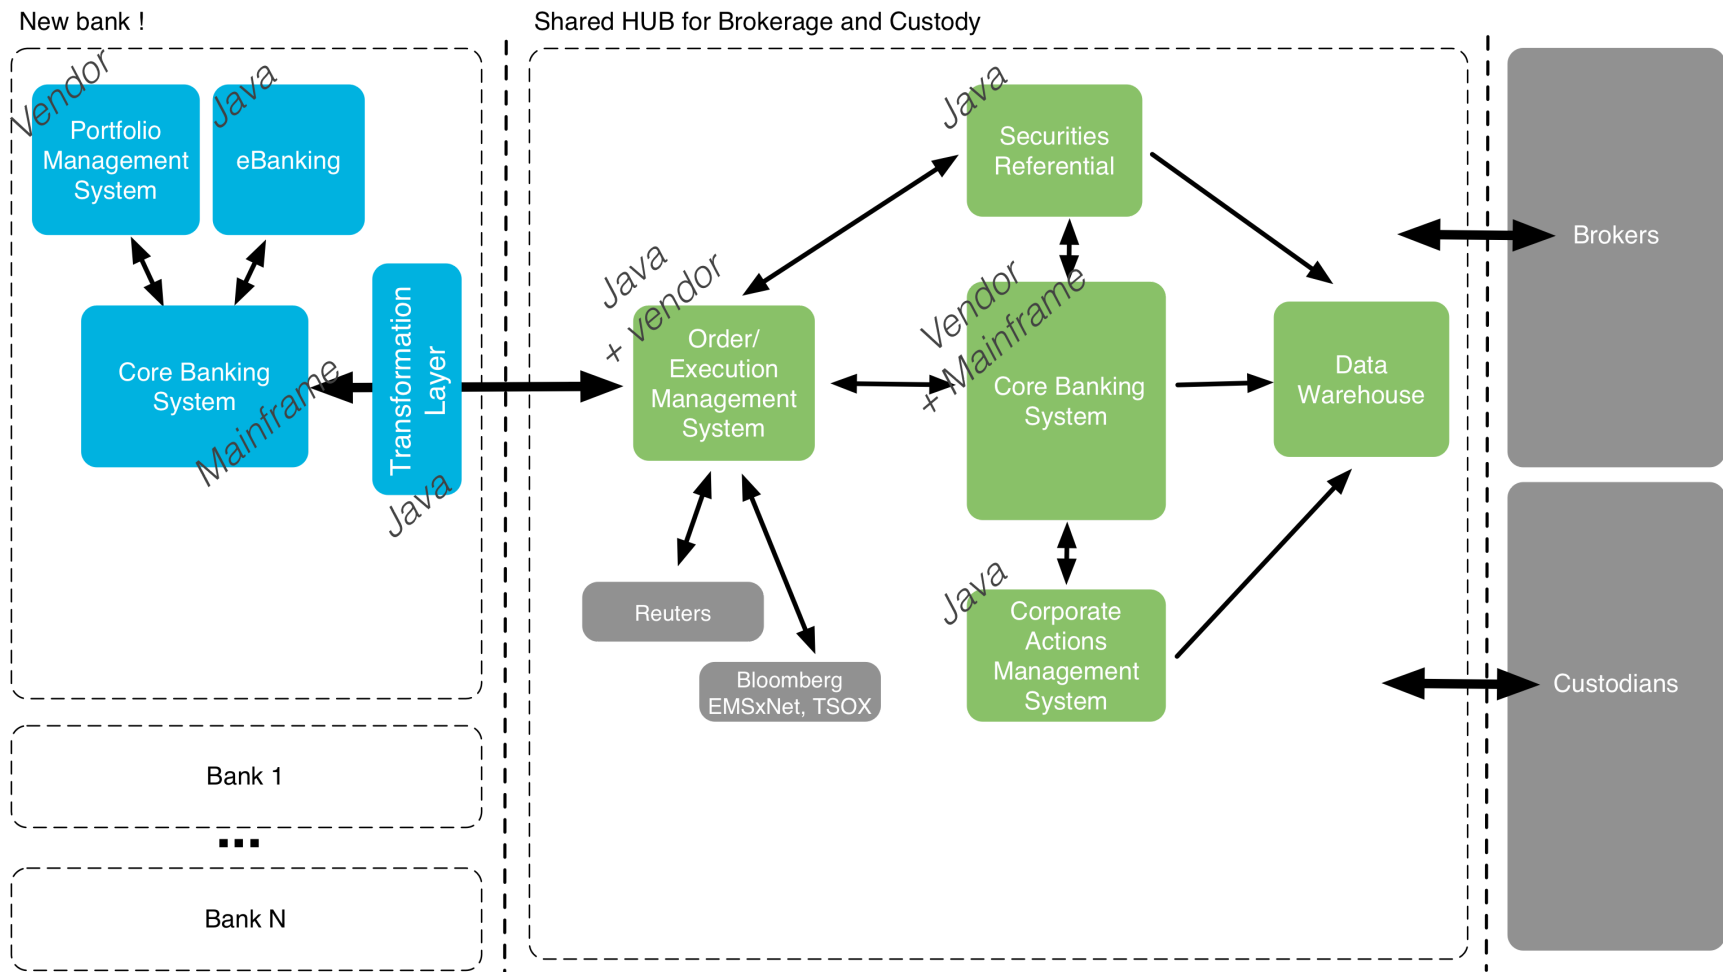 New bank !
Shared HUB for Brokerage and Custody
Vendor
Portfolio
Management
System
Java
eBanking
Core Banking
System
Mainframe
Transformation
Layer
Java
Bank 1
...
Bank N
Java
+ vendor
Order/
Execution
Management
System
Reuters
Bloomberg
EMSxNet, TSOX
Java
Securities
Referential
Vendor
+ Mainframe
Core Banking
System
Java
Corporate
Actions
Management
System
Data
Warehouse
Brokers
Custodians